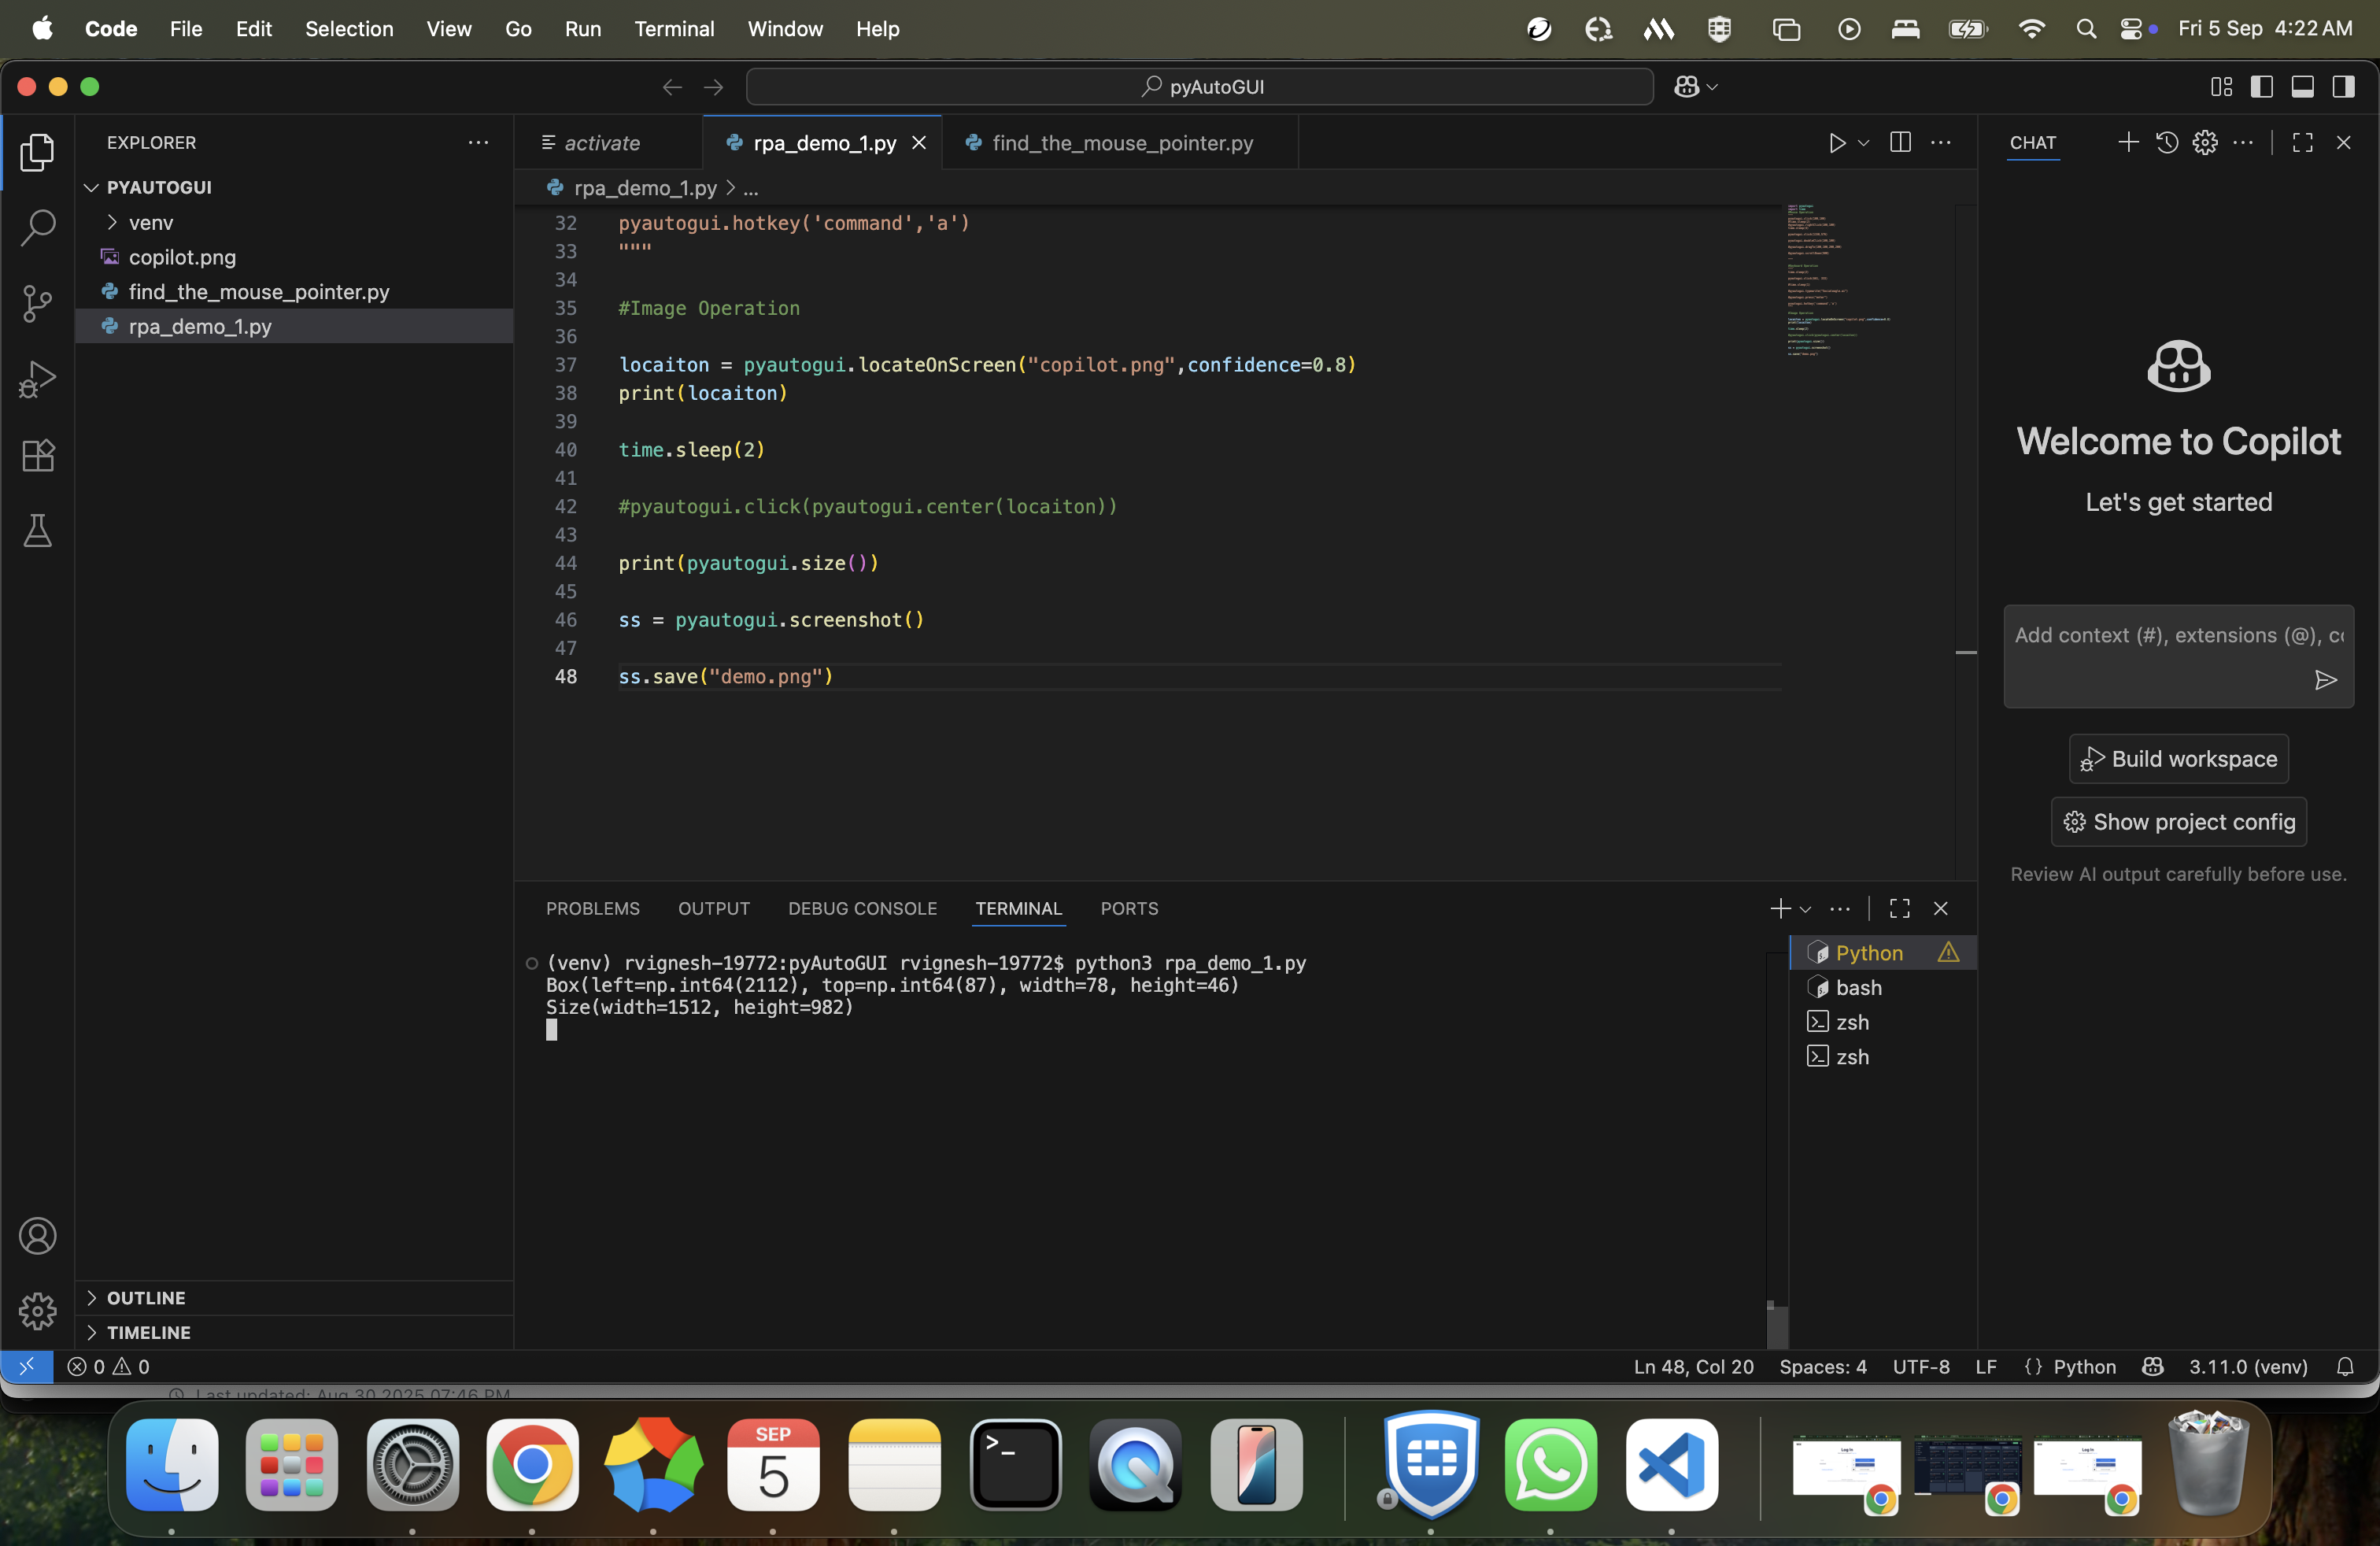 Code File Edit Selection View Go Run Terminal Window Help
Fri 5 Sep 4:22 AM
pyAutoGUI
EXPLORER
PYAUTOGUI
venv
copilot.png
find_the_mouse_pointer.py
rpa_demo_1.py
OUTLINE
TIMELINE
activate
rpa_demo_1.py
find_the_mouse_pointer.py
rpa_demo_1.py > ...
32 pyautogui.hotkey('command','a')
33 """
34
35 #Image Operation
36
37 locaiton = pyautogui.locateOnScreen("copilot.png",confidence=0.8)
38 print(locaiton)
39
40 time.sleep(2)
41
42 #pyautogui.click(pyautogui.center(locaiton))
43
44 print(pyautogui.size())
45
46 ss = pyautogui.screenshot()
47
48 ss.save("demo.png")
PROBLEMS OUTPUT DEBUG CONSOLE TERMINAL PORTS
(venv) rvignesh-19772:pyAutoGUI rvignesh-19772$ python3 rpa_demo_1.py
Box(left=np.int64(2112), top=np.int64(87), width=78, height=46)
Size(width=1512, height=982)
Python
bash
zsh
zsh
CHAT
Welcome to Copilot
Let's get started
Add context (#), extensions (@), co
Build workspace
Show project config
Review AI output carefully before use.
0 0
Ln 48, Col 20 Spaces: 4 UTF-8 LF {} Python 3.11.0 (venv)
Last updated: Aug 30 2025 07:46 PM
SEP
5